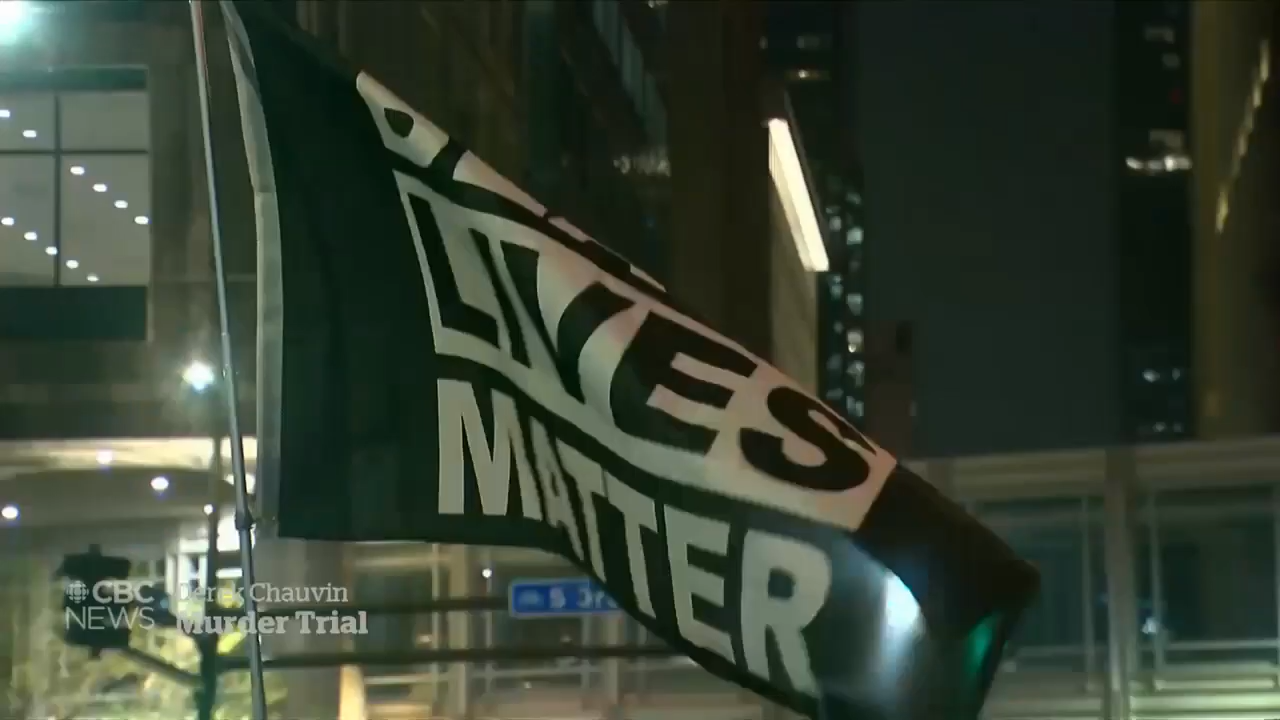 LIVES
MATTER
S 3rd
CBC
NEWS
Derek Chauvin
Murder Trial